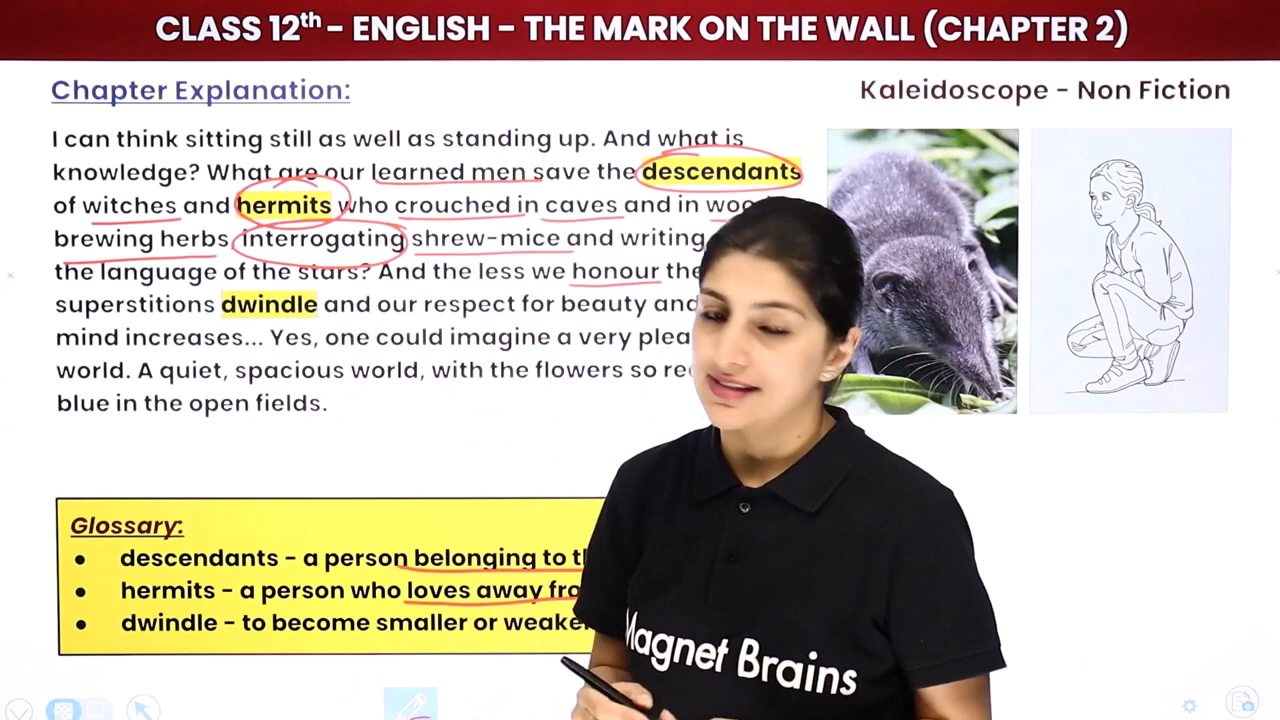 CLASS 12th - ENGLISH - THE MARK ON THE WALL (CHAPTER 2)
Chapter Explanation:
Kaleidoscope - Non Fiction
I can think sitting still as well as standing up. And what is
knowledge? What are our learned men save the descendants
of witches and hermits who crouched in caves and in
brewing herbs interrogating shrew-mice and writing
the language of the stars? And the less we honour
superstitions dwindle and our respect for beauty and
mind increases... Yes, one could imagine a very
world. A quiet, spacious world, with the flowers so
blue in the open fields.
Glossary:
• descendants - a person belonging to
• hermits - a person who loves away
• dwindle - to become smaller or
Magnet Brains